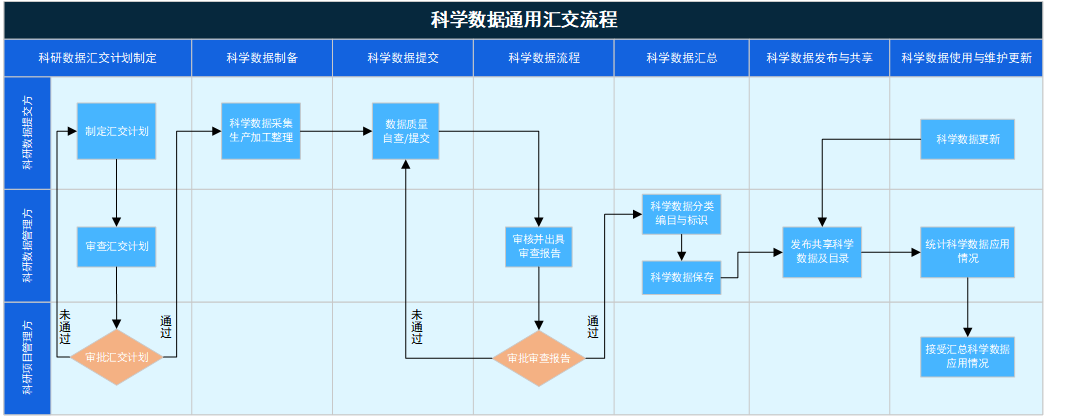 科学数据通用汇交流程
科研数据汇交计划制定
科学数据制备
科学数据提交
科学数据流程
科学数据汇总
科学数据发布与共享
科学数据使用与维护更新
科研数据提交方
制定汇交计划
科学数据采集
生产加工整理
数据质量
自查/提交
科学数据更新
科研数据管理方
审查汇交计划
审核并出具
审查报告
科学数据分类
编目与标识
科学数据保存
发布共享科学
数据及目录
统计科学数据应用
情况
科研项目管理方
未通过
审批汇交计划
通过
未通过
审批审查报告
通过
接受汇总科学数据
应用情况